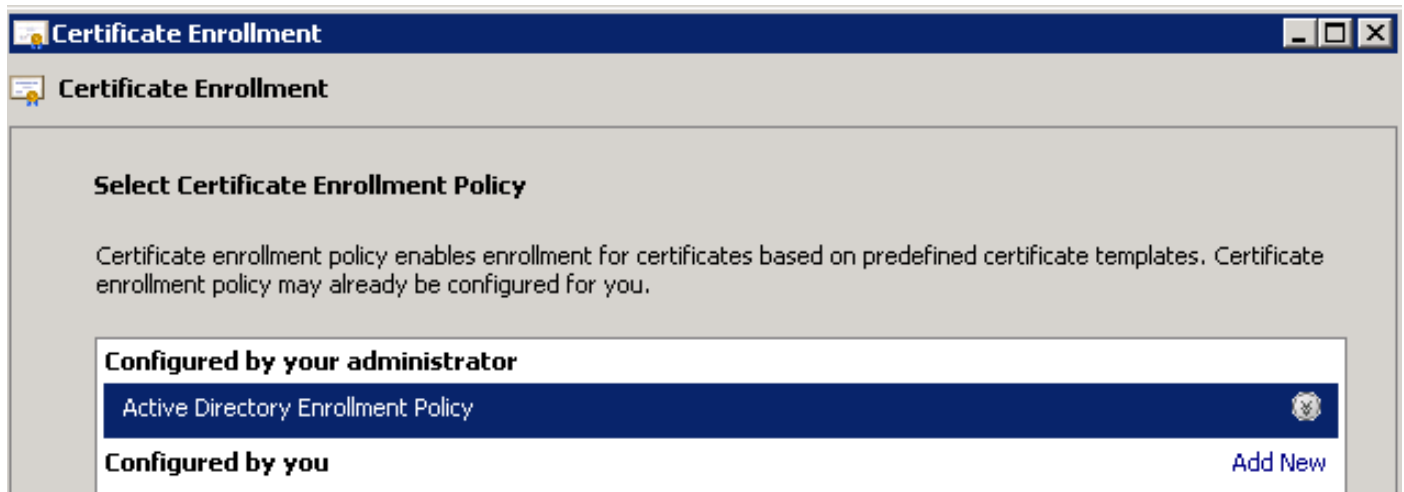 Certificate Enrollment
Certificate Enrollment
Select Certificate Enrollment Policy
Certificate enrollment policy enables enrollment for certificates based on predefined certificate templates. Certificate
enrollment policy may already be configured for you.
Configured by your administrator
Active Directory Enrollment Policy
Configured by you
Add New